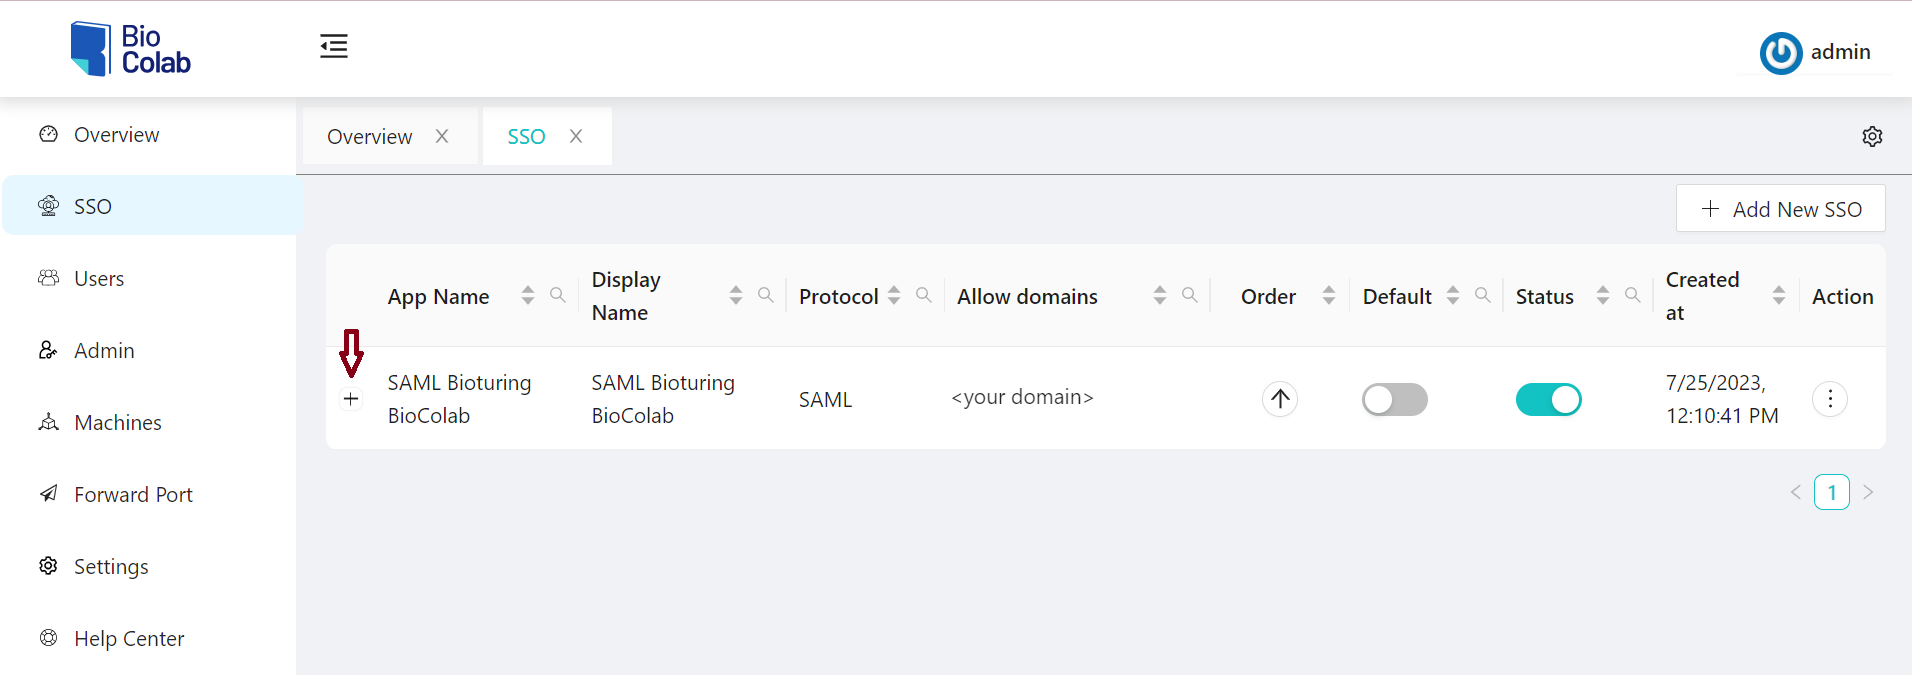 Bio
Colab
admin
Overview
SSO
Users
Admin
Machines
Forward Port
Settings
Help Center
Overview
SSO
Add New SSO
App Name
Display
Name
Protocol
Allow domains
Order
Default
Status
Created
at
Action
SAML Bioturing
BioColab
SAML Bioturing
BioColab
SAML
<your domain>
7/25/2023,
12:10:41 PM
1